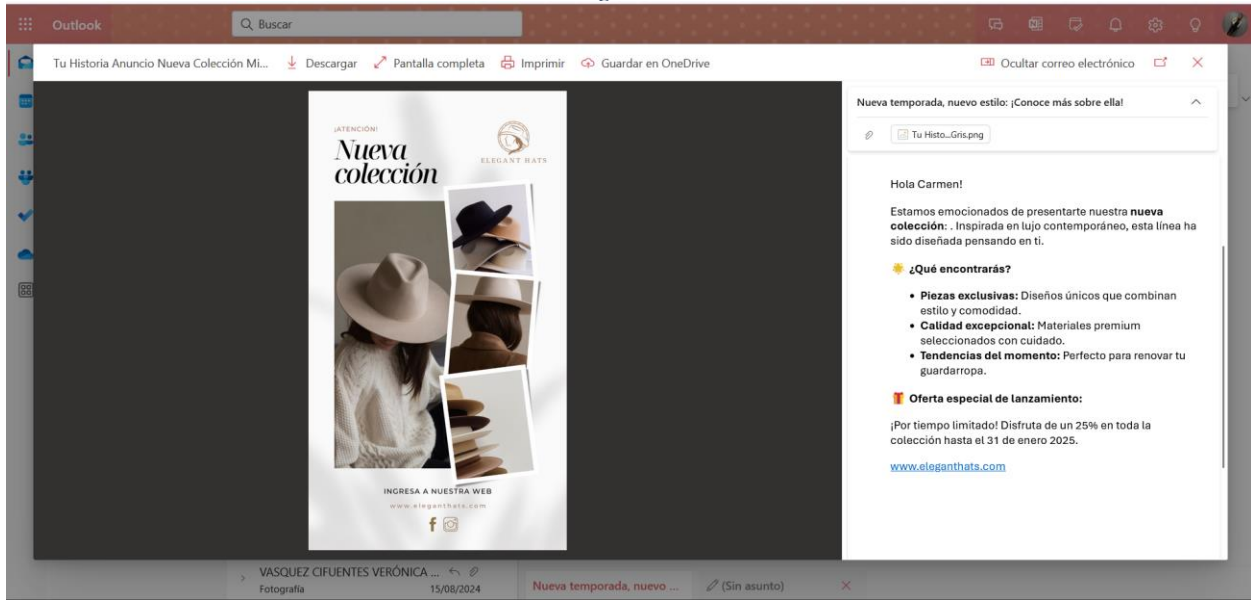 Outlook
Buscar
Tu Historia Anuncio Nueva Colección Mi... Descargar Pantalla completa Imprimir Guardar en OneDrive Ocultar correo electrónico
¡ATENCIÓN!
Nueva
colección
ELEGANT HATS
INGRESA A NUESTRA WEB
www.eleganthats.com
Nueva temporada, nuevo estilo: ¡Conoce más sobre ella!
Tu Histo...Gris.png
Hola Carmen!
Estamos emocionados de presentarte nuestra nueva
colección: . Inspirada en lujo contemporáneo, esta línea ha
sido diseñada pensando en ti.
🌟 ¿Qué encontrarás?
• Piezas exclusivas: Diseños únicos que combinan
estilo y comodidad.
• Calidad excepcional: Materiales premium
seleccionados con cuidado.
• Tendencias del momento: Perfecto para renovar tu
guardarropa.
🎁 Oferta especial de lanzamiento:
¡Por tiempo limitado! Disfruta de un 25% en toda la
colección hasta el 31 de enero 2025.
www.eleganthats.com
VASQUEZ CIFUENTES VERÓNICA ...
Fotografía 15/08/2024
Nueva temporada, nuevo ... (Sin asunto)